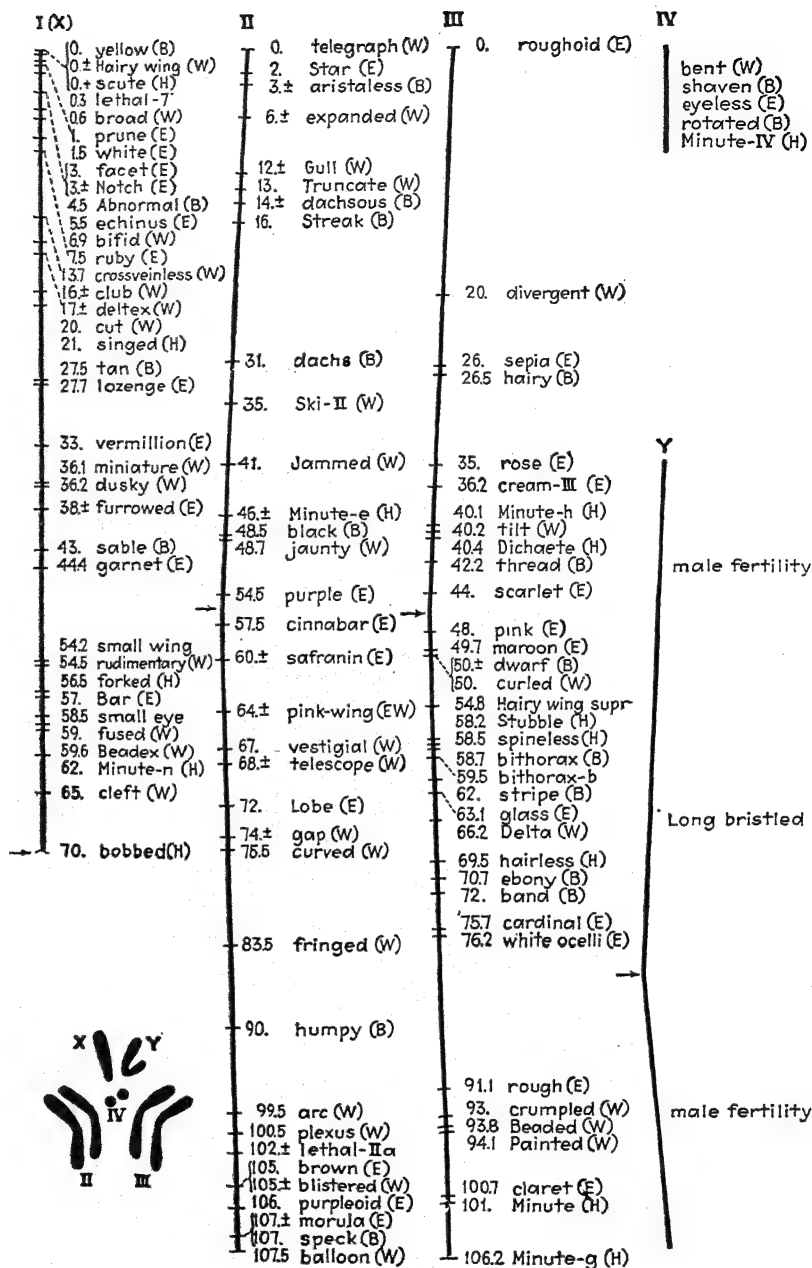 I (X)
0. yellow (B)
0.± Hairy wing (W)
0.+ scute (H)
0.3 lethal-7
0.6 broad (W)
1. prune (E)
1.5 white (E)
3. facet (E)
3.± Notch (E)
4.5 Abnormal (B)
5.5 echinus (E)
6.9 bifid (W)
7.5 ruby (E)
13.7 crossveinless (W)
16.± club (W)
17.± deltex (W)
20. cut (W)
21. singed (H)
27.5 tan (B)
27.7 lozenge (E)
33. vermillion (E)
36.1 miniature (W)
36.2 dusky (W)
38.± furrowed (E)
43. sable (B)
44.4 garnet (E)
54.2 small wing
54.5 rudimentary (W)
56.5 forked (H)
57. Bar (E)
58.5 small eye
59. fused (W)
59.6 Beadex (W)
62. Minute-n (H)
65. cleft (W)
70. bobbed (H)
II
0. telegraph (W)
2. Star (E)
3.± aristaless (B)
6.± expanded (W)
12.± Gull (W)
13. Truncate (W)
14.± dachsous (B)
16. Streak (B)
31. dachs (B)
35. Ski-II (W)
41. Jammed (W)
46.± Minute-e (H)
48.5 black (B)
48.7 jaunty (W)
54.5 purple (E)
57.5 cinnabar (E)
60.± safranin (E)
64.± pink-wing (EW)
67. vestigial (W)
68.± telescope (W)
72. Lobe (E)
74.± gap (W)
75.5 curved (W)
83.5 fringed (W)
90. humpy (B)
99.5 arc (W)
100.5 plexus (W)
102.± lethal-IIa
105. brown (E)
105.± blistered (W)
106. purpleoid (E)
107.± morula (E)
107. speck (B)
107.5 balloon (W)
III
0. roughoid (E)
20. divergent (W)
26. sepia (E)
26.5 hairy (B)
35. rose (E)
36.2 cream-III (E)
40.1 Minute-h (H)
40.2 tilt (W)
40.4 Dichaete (H)
42.2 thread (B)
44. scarlet (E)
48. pink (E)
49.7 maroon (E)
50.± dwarf (B)
50. curled (W)
54.8 Hairy wing supr
58.2 Stubble (H)
58.5 spineless (H)
58.7 bithorax (B)
59.5 bithorax-b
62. stripe (B)
63.1 glass (E)
66.2 Delta (W)
69.5 hairless (H)
70.7 ebony (B)
72. band (B)
75.7 cardinal (E)
76.2 white ocelli (E)
91.1 rough (E)
93. crumpled (W)
93.8 Beaded (W)
94.1 Painted (W)
100.7 claret (E)
101. Minute (H)
106.2 Minute-g (H)
IV
bent (W)
shaven (B)
eyeless (E)
rotated (B)
Minute-IV (H)
Y
male fertility
Long bristled
male fertility
X Y
IV
II III